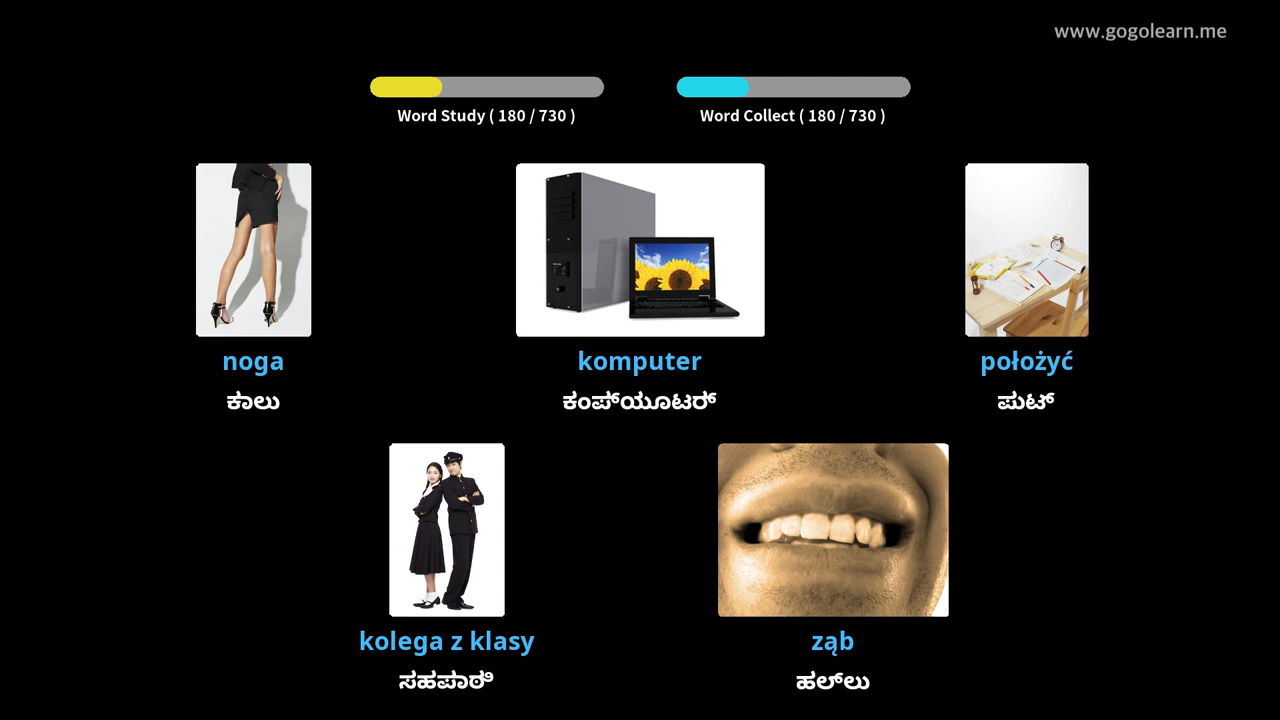 www.gogolearn.me
Word Study ( 180 / 730 )
Word Collect ( 180 / 730 )
noga
komputer
położyć
ಕಾಲು
ಕಂಪ್‌ಯೂಟರ್
ಪುಟ್
kolega z klasy
ząb
ಸಹಪಾಠಿ
ಹಲ್‌ಲು